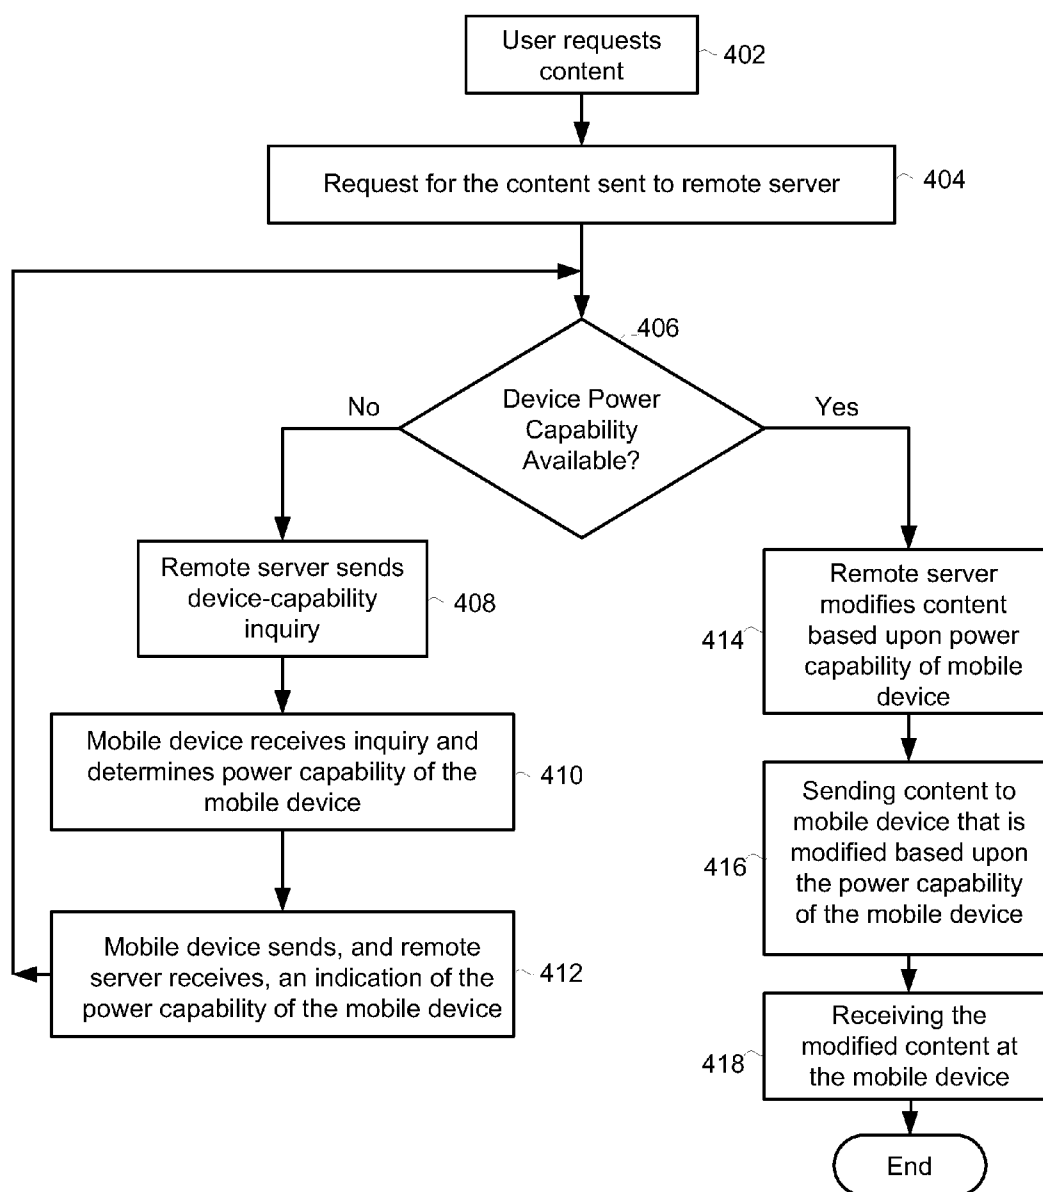 User requests
content
402
Request for the content sent to remote server
404
406
Device Power
Capability
Available?
No
Yes
Remote server sends
device-capability
inquiry
408
Mobile device receives inquiry and
determines power capability of the
mobile device
410
Mobile device sends, and remote
server receives, an indication of the
power capability of the mobile device
412
Remote server
modifies content
based upon power
capability of mobile
device
414
Sending content to
mobile device that is
modified based upon
the power capability
of the mobile device
416
Receiving the
modified content at
the mobile device
418
End